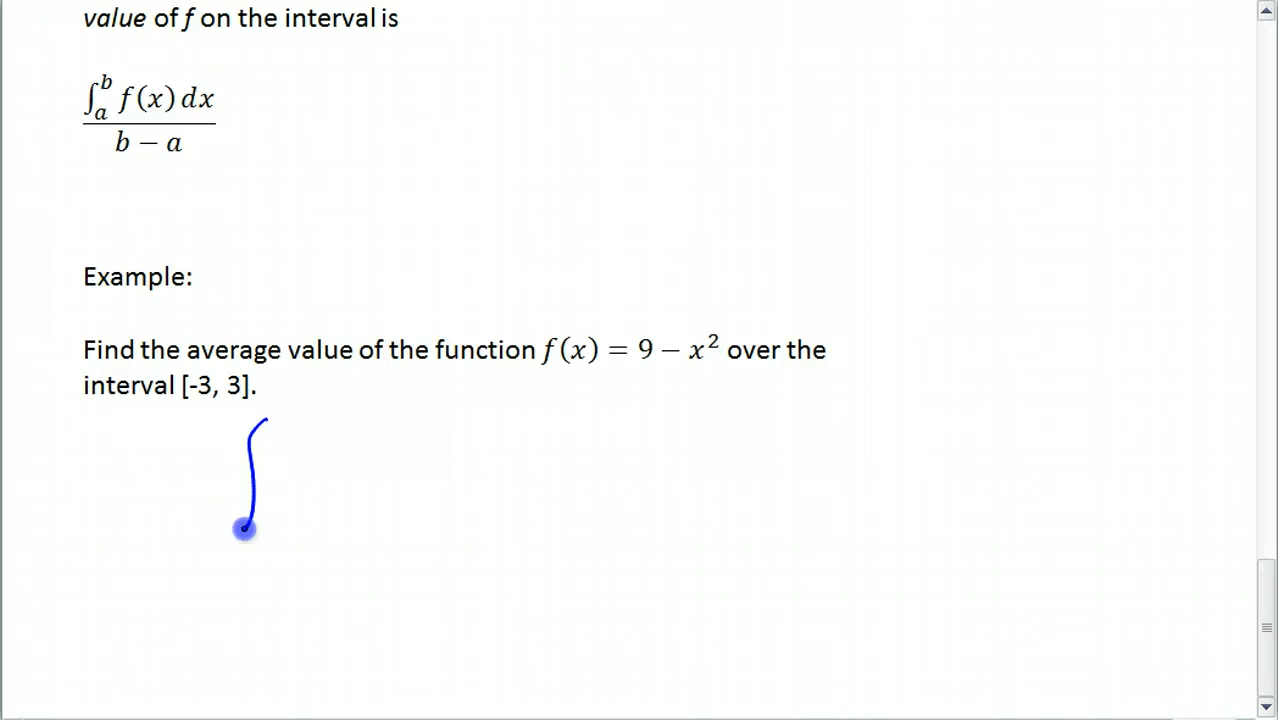 value of f on the interval is
∫ₐᵇ f(x) dx
b − a
Example:
Find the average value of the function f(x) = 9 − x² over the
interval [-3, 3].
∫